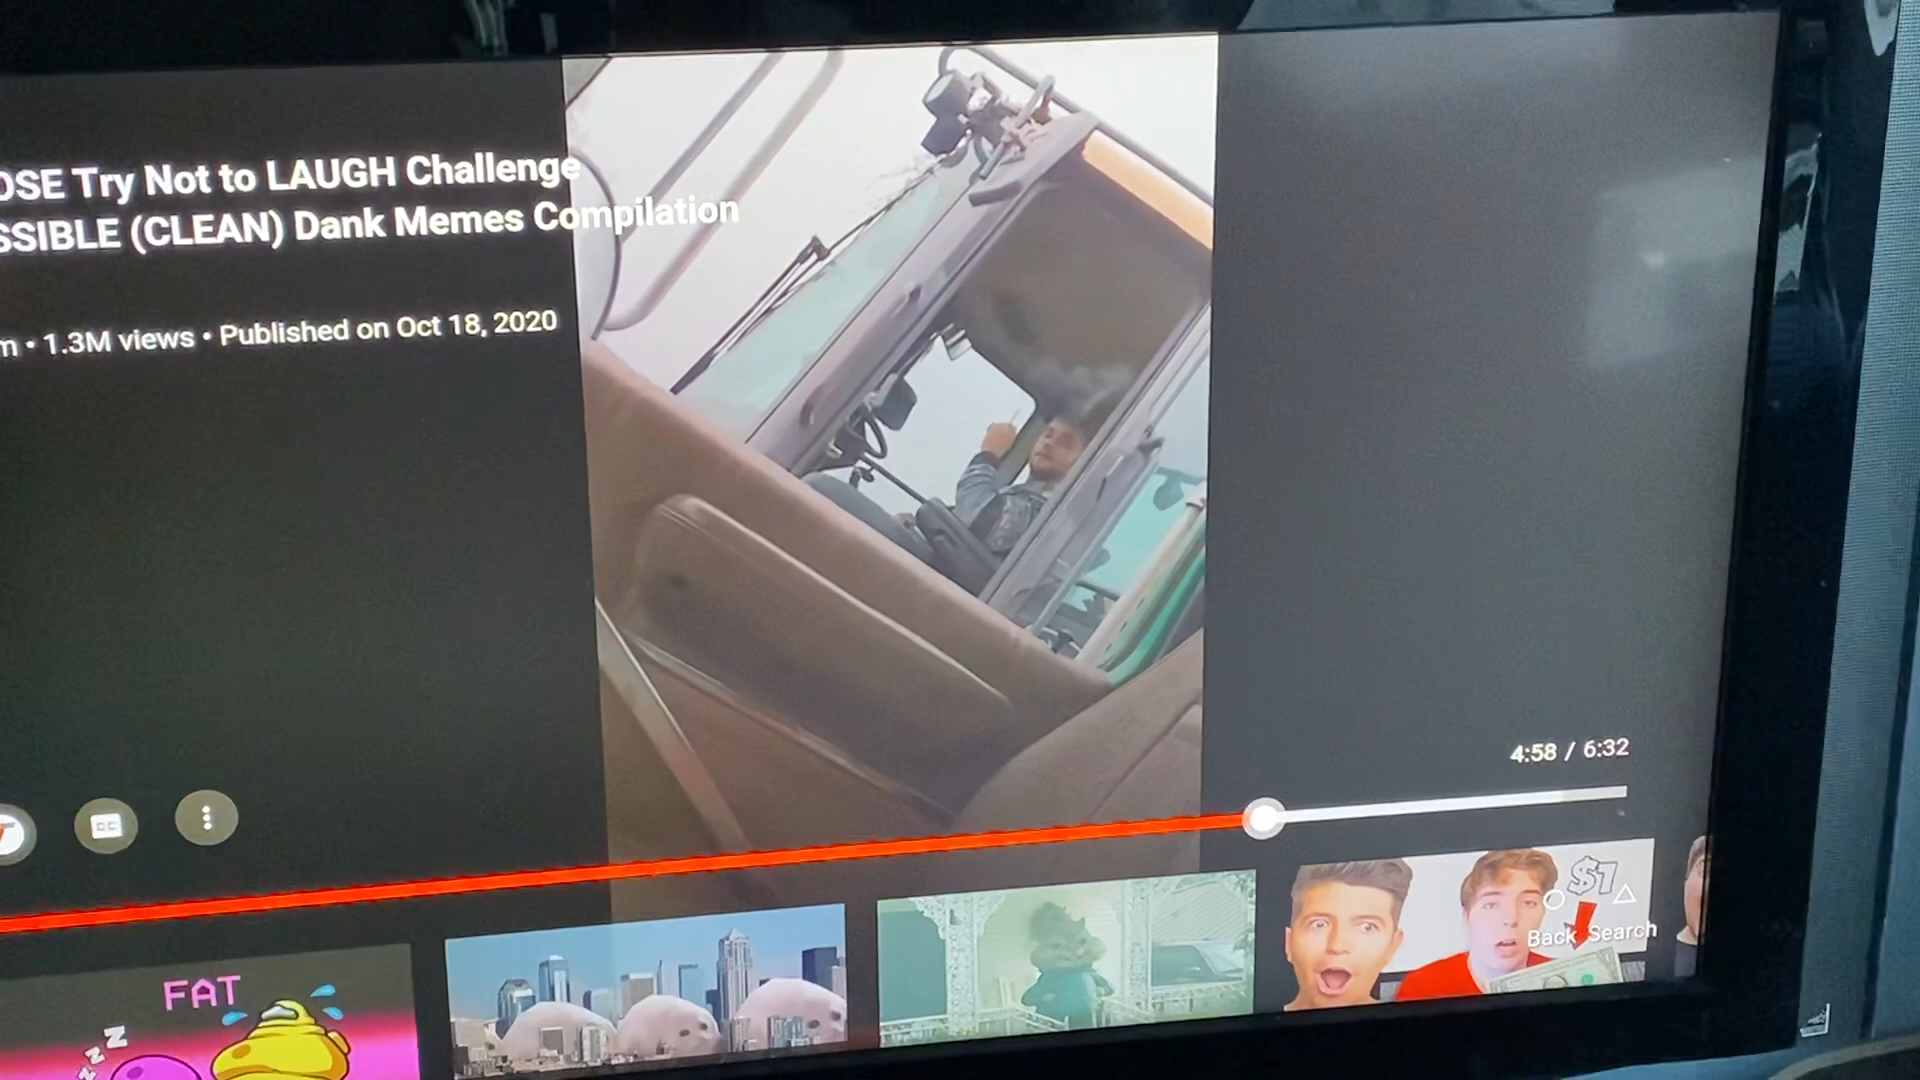 OSE Try Not to LAUGH Challenge
SSIBLE (CLEAN) Dank Memes Compilation
m • 1.3M views • Published on Oct 18, 2020
4:58 / 6:32
CC
FAT
z z z
$1
Back Search